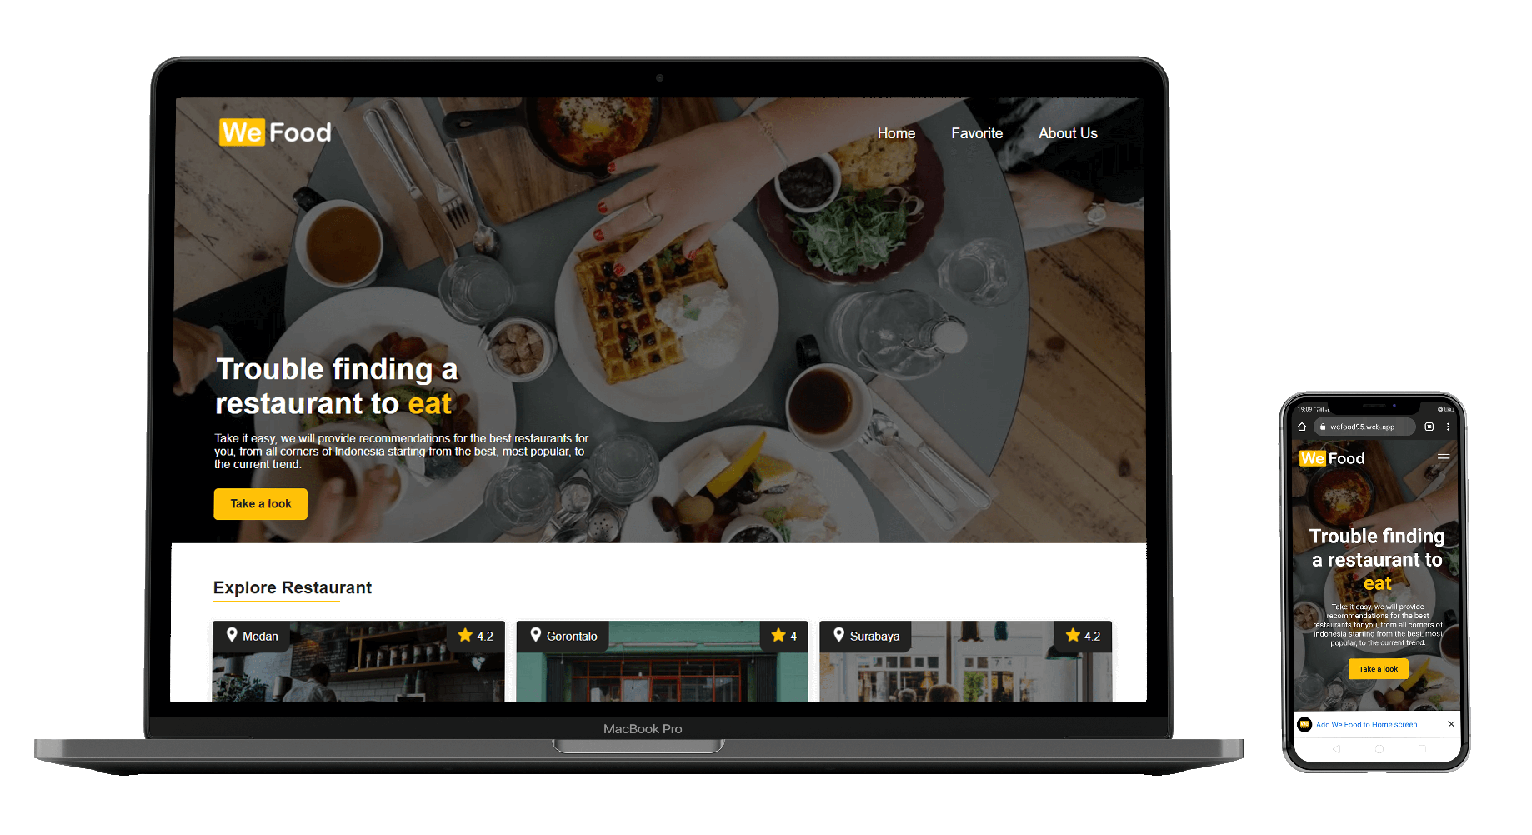 We Food
Home
Favorite
About Us
Trouble finding a
restaurant to eat
Take it easy, we will provide recommendations for the best restaurants for
you, from all corners of Indonesia starting from the best, most popular, to
the current trend.
Take a look
Explore Restaurant
Medan
4.2
Gorontalo
4
Surabaya
4.2
MacBook Pro
19:09
wefood95.web.app
We Food
Trouble finding
a restaurant to
eat
Take it easy, we will provide
recommendations for the best
restaurants for you, from all corners of
Indonesia starting from the best, most
popular, to the current trend.
Take a look
Add We Food to Home screen